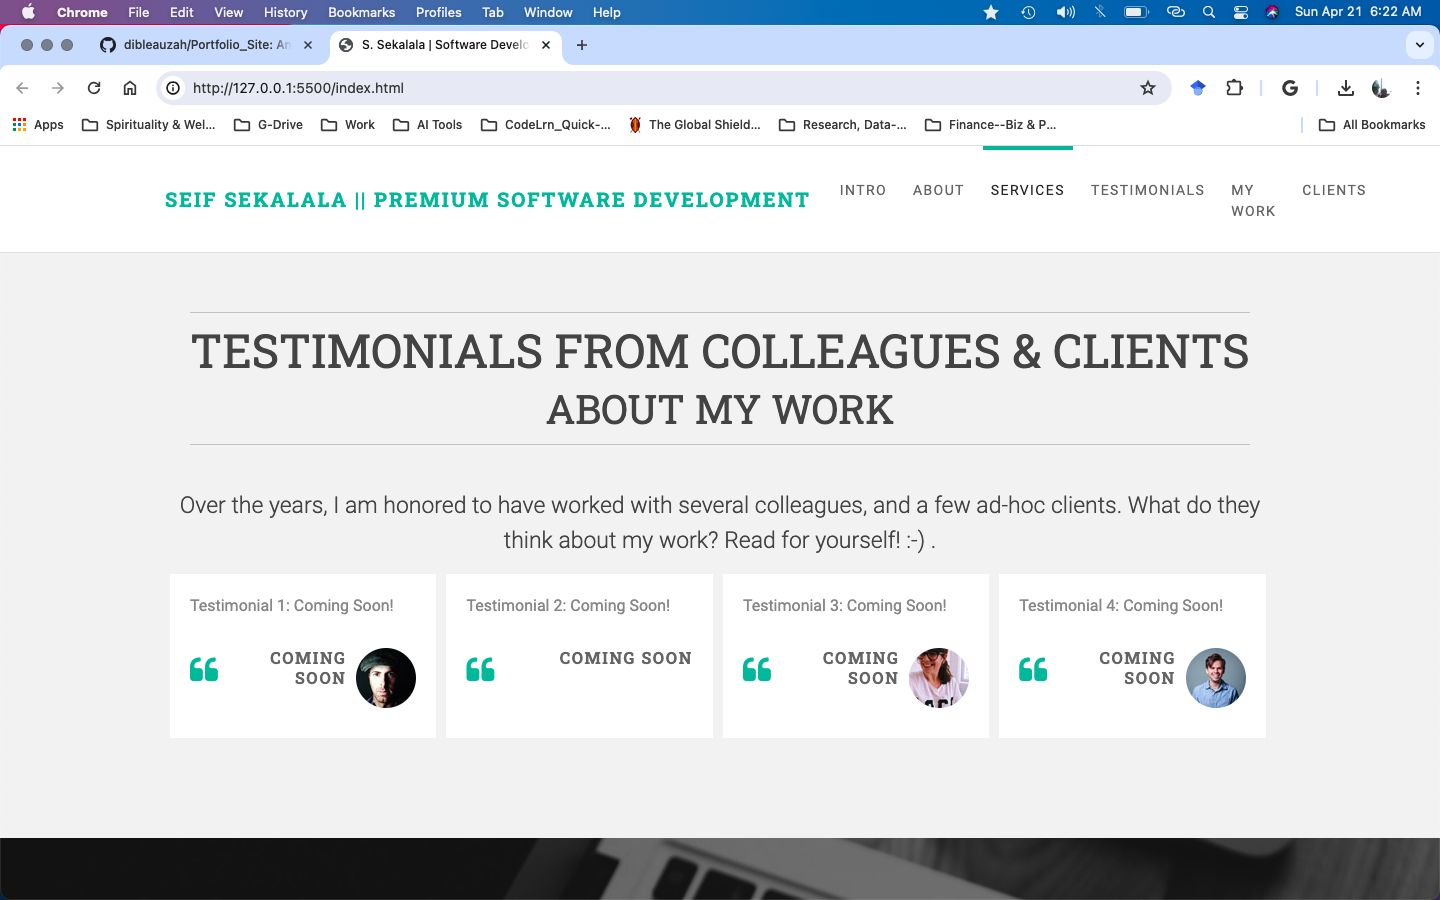 Chrome File Edit View History Bookmarks Profiles Tab Window Help Sun Apr 21 6:22 AM
dibleauzah/Portfolio_Site: An S. Sekalala | Software Develo
http://127.0.0.1:5500/index.html
Apps Spirituality & Wel... G-Drive Work AI Tools CodeLrn_Quick-... The Global Shield... Research, Data-... Finance--Biz & P... All Bookmarks
SEIF SEKALALA || PREMIUM SOFTWARE DEVELOPMENT
INTRO ABOUT SERVICES TESTIMONIALS MY WORK CLIENTS
TESTIMONIALS FROM COLLEAGUES & CLIENTS
ABOUT MY WORK
Over the years, I am honored to have worked with several colleagues, and a few ad-hoc clients. What do they
think about my work? Read for yourself! :-) .
Testimonial 1: Coming Soon!
COMING
SOON
Testimonial 2: Coming Soon!
COMING SOON
Testimonial 3: Coming Soon!
COMING
SOON
Testimonial 4: Coming Soon!
COMING
SOON